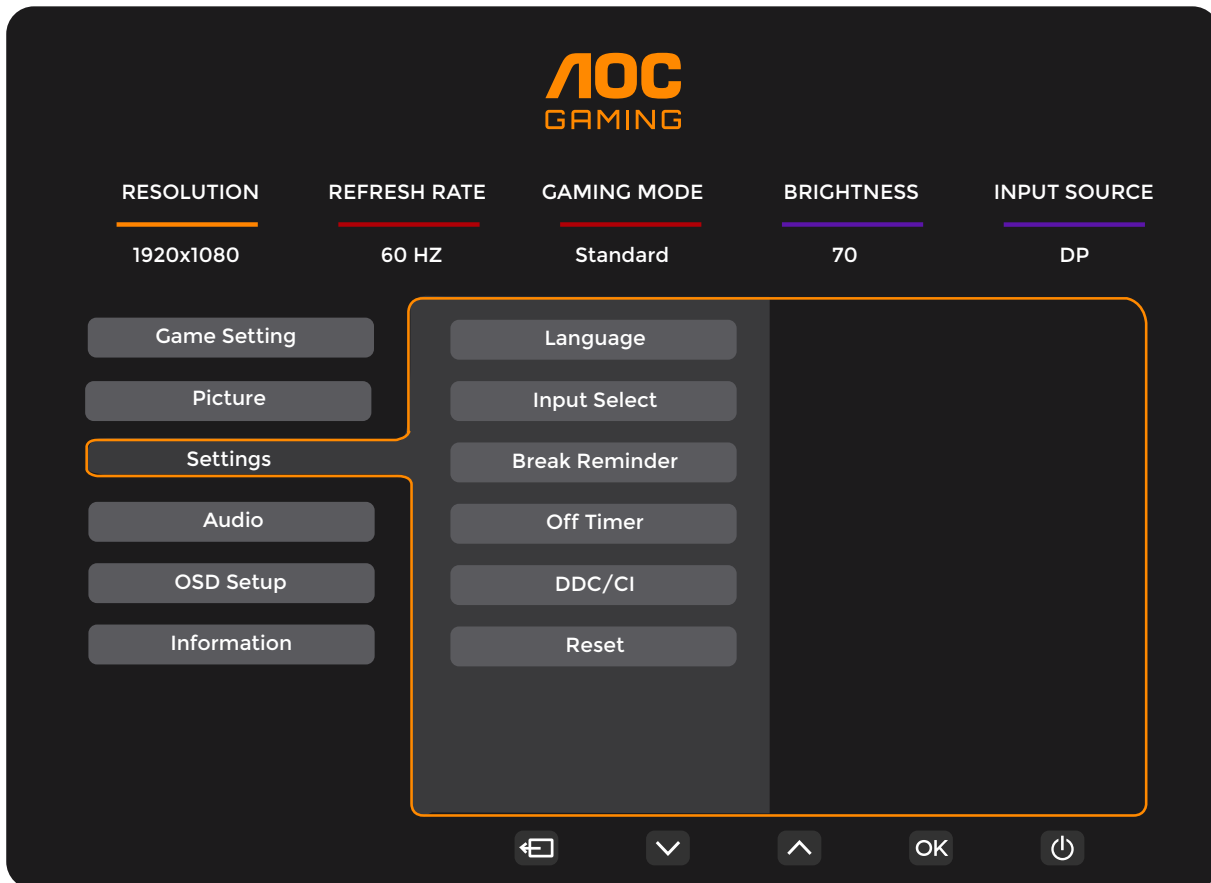 AOC
GAMING
RESOLUTION REFRESH RATE GAMING MODE BRIGHTNESS INPUT SOURCE
1920x1080 60 HZ Standard 70 DP
Game Setting
Picture
Settings
Audio
OSD Setup
Information
Language
Input Select
Break Reminder
Off Timer
DDC/CI
Reset
OK